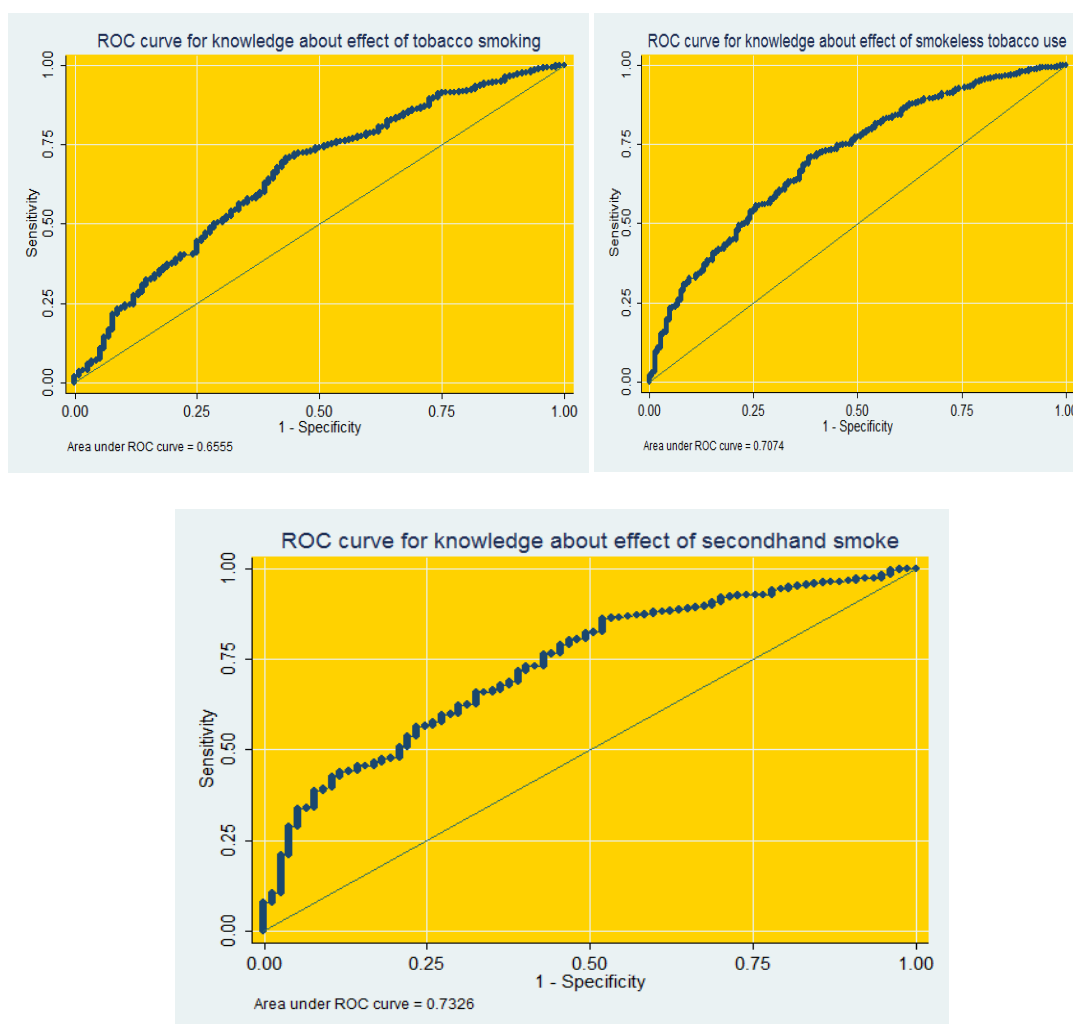 ROC curve for knowledge about effect of tobacco smoking
1.00
0.75
0.50
0.25
0.00
Sensitivity
0.00 0.25 0.50 0.75 1.00
1 - Specificity
Area under ROC curve = 0.6555
ROC curve for knowledge about effect of smokeless tobacco use
1.00
0.75
0.50
0.25
0.00
Sensitivity
0.00 0.25 0.50 0.75 1.00
1 - Specificity
Area under ROC curve = 0.7074
ROC curve for knowledge about effect of secondhand smoke
1.00
0.75
0.50
0.25
0.00
Sensitivity
0.00 0.25 0.50 0.75 1.00
1 - Specificity
Area under ROC curve = 0.7326